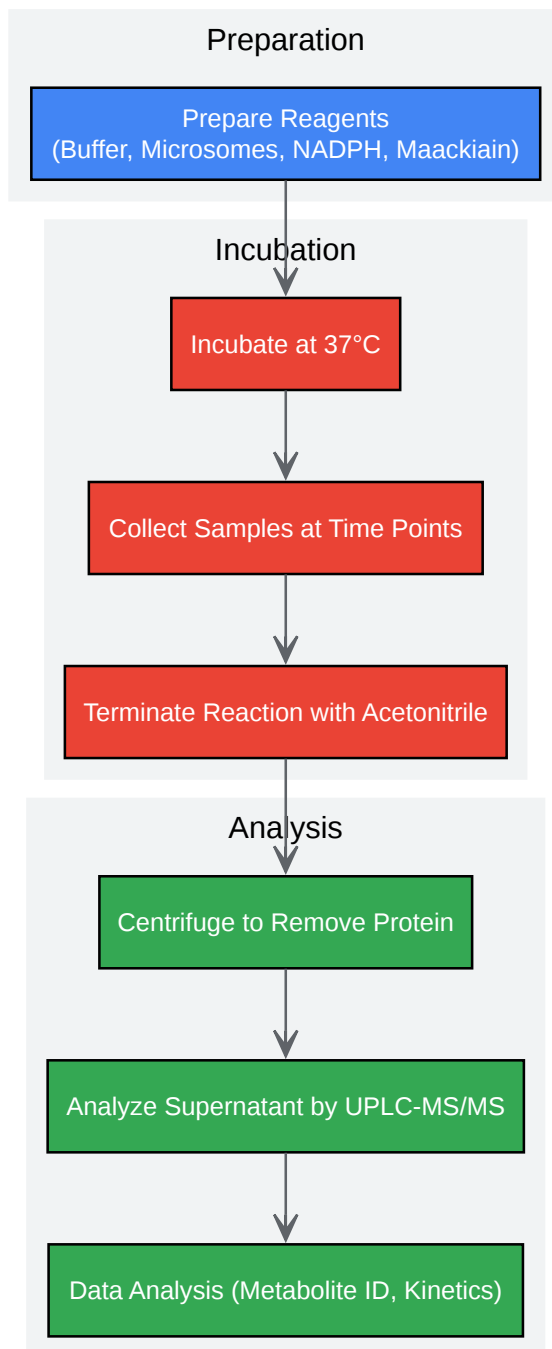 Preparation
Prepare Reagents
(Buffer, Microsomes, NADPH, Maackiain)
Incubation
Incubate at 37°C
Collect Samples at Time Points
Terminate Reaction with Acetonitrile
Analysis
Centrifuge to Remove Protein
Analyze Supernatant by UPLC-MS/MS
Data Analysis (Metabolite ID, Kinetics)